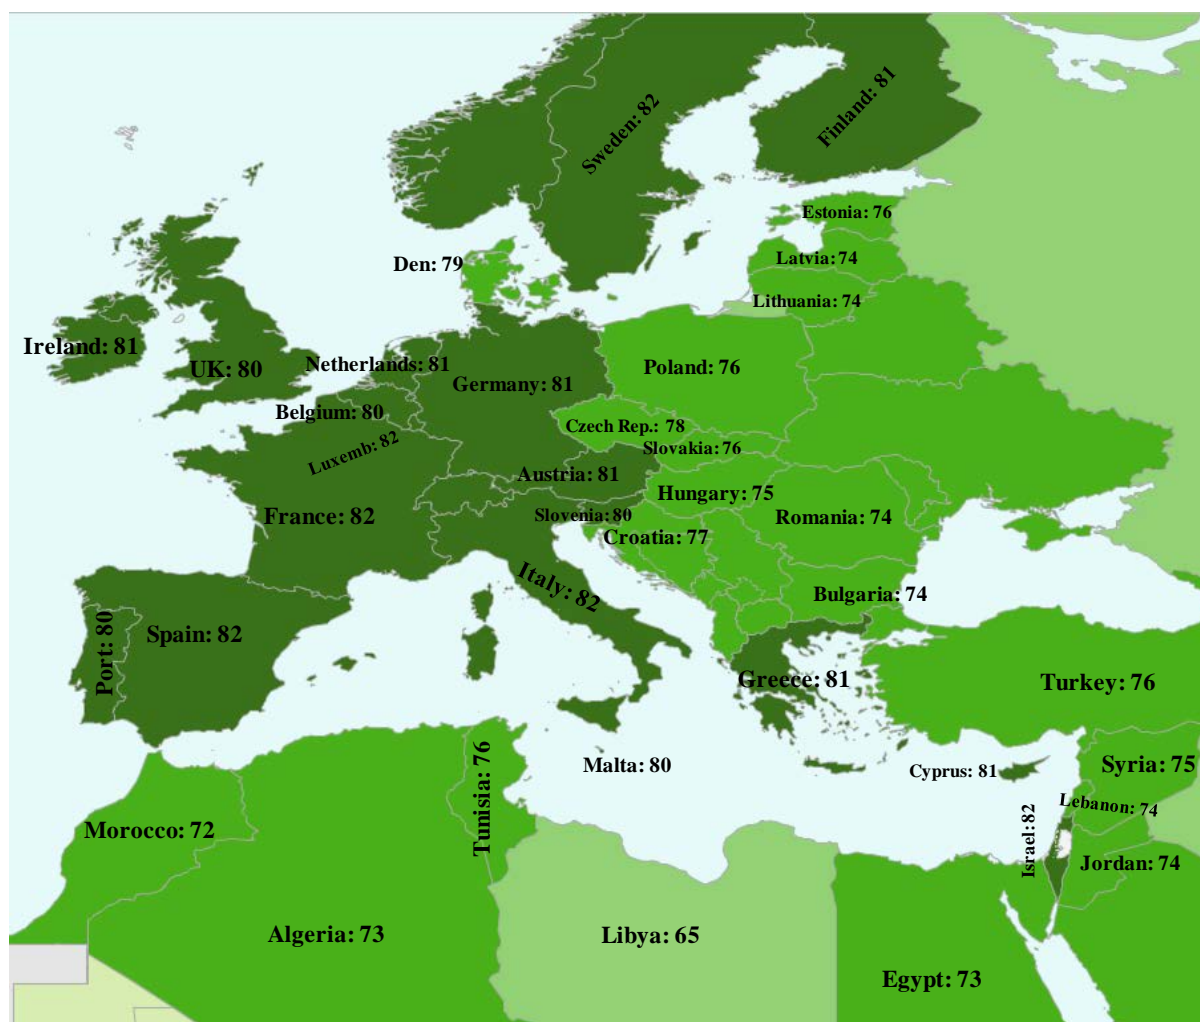 Sweden: 82
Finland: 81
Estonia: 76
Den: 79
Latvia: 74
Lithuania: 74
Ireland: 81
UK: 80
Netherlands: 81
Germany: 81
Poland: 76
Belgium: 80
Czech Rep.: 78
Luxemb: 82
Slovakia: 76
Austria: 81
Hungary: 75
France: 82
Slovenia: 80
Romania: 74
Croatia: 77
Italy: 82
Bulgaria: 74
Port: 80
Spain: 82
Greece: 81
Turkey: 76
Tunisia: 76
Malta: 80
Cyprus: 81
Syria: 75
Lebanon: 74
Morocco: 72
Israel: 82
Jordan: 74
Algeria: 73
Libya: 65
Egypt: 73